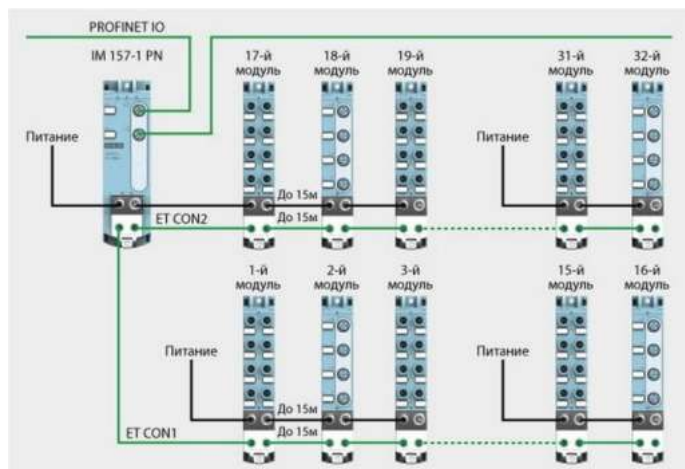 PROFINET IO
IM 157-1 PN
17-й модуль
18-й модуль
19-й модуль
31-й модуль
32-й модуль
Питание
Питание
До 15м
До 15м
ET CON2
1-й модуль
2-й модуль
3-й модуль
15-й модуль
16-й модуль
Питание
Питание
До 15м
До 15м
ET CON1